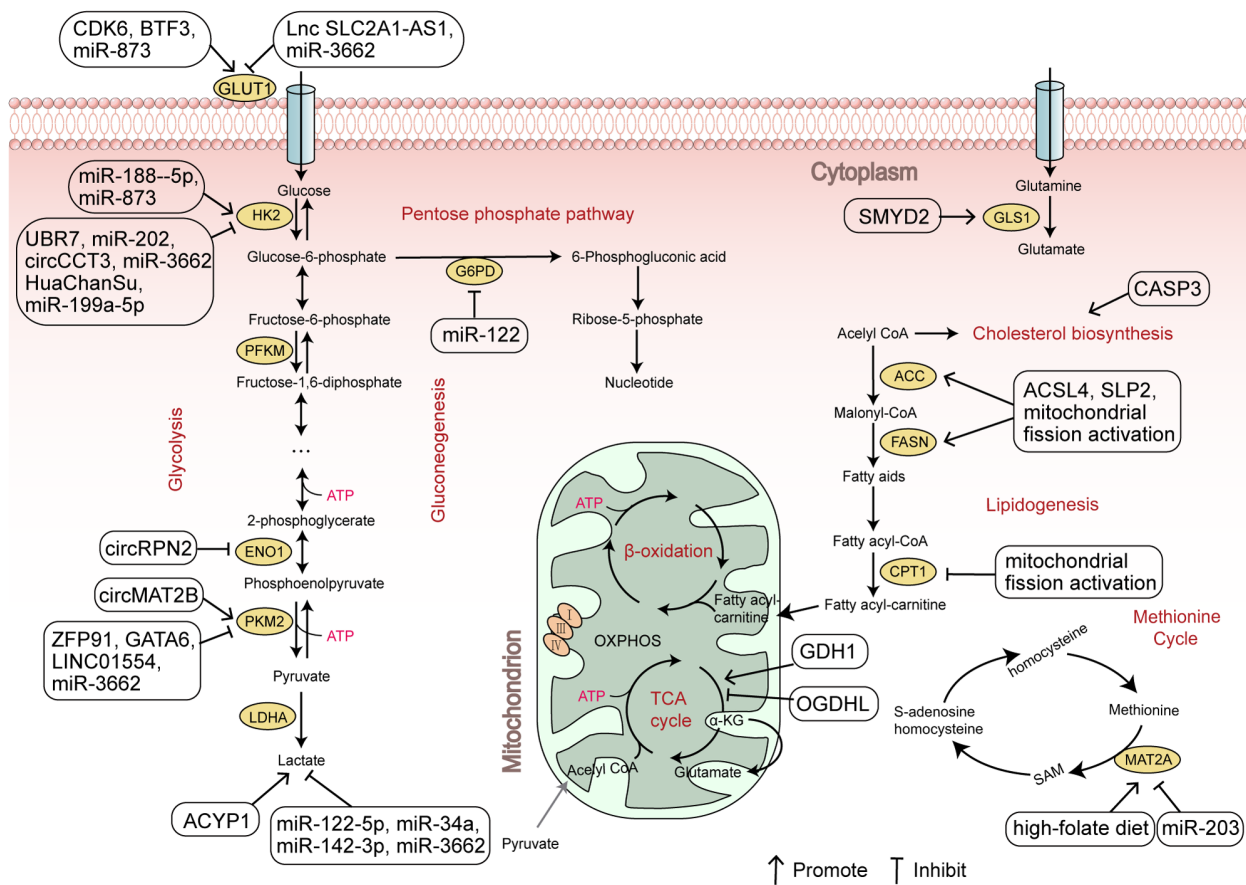 CDK6, BTF3,
miR-873
Lnc SLC2A1-AS1,
miR-3662
GLUT1
Cytoplasm
miR-188--5p,
miR-873
Glucose
HK2
UBR7, miR-202,
circCCT3, miR-3662
HuaChanSu,
miR-199a-5p
Pentose phosphate pathway
Glucose-6-phosphate
G6PD
6-Phosphogluconic acid
miR-122
Ribose-5-phosphate
Nucleotide
Fructose-6-phosphate
PFKM
Fructose-1,6-diphosphate
Glycolysis
Gluconeogenesis
...
ATP
2-phosphoglycerate
circRPN2
ENO1
Phosphoenolpyruvate
circMAT2B
PKM2
ATP
ZFP91, GATA6,
LINC01554,
miR-3662
Pyruvate
LDHA
Lactate
ACYP1
miR-122-5p, miR-34a,
miR-142-3p, miR-3662
Pyruvate
Glutamine
SMYD2
GLS1
Glutamate
CASP3
Acelyl CoA
Cholesterol biosynthesis
ACC
ACSL4, SLP2,
mitochondrial
fission activation
Malonyl-CoA
FASN
Fatty aids
Lipidogenesis
Fatty acyl-CoA
CPT1
mitochondrial
fission activation
Fatty acyl-carnitine
Mitochondrion
ATP
β-oxidation
Fatty acyl-
carnitine
I
III
IV
OXPHOS
GDH1
OGDHL
ATP
TCA
cycle
α-KG
Acelyl CoA
Glutamate
Methionine
Cycle
homocysteine
Methionine
S-adenosine
homocysteine
SAM
MAT2A
high-folate diet
miR-203
Promote
Inhibit